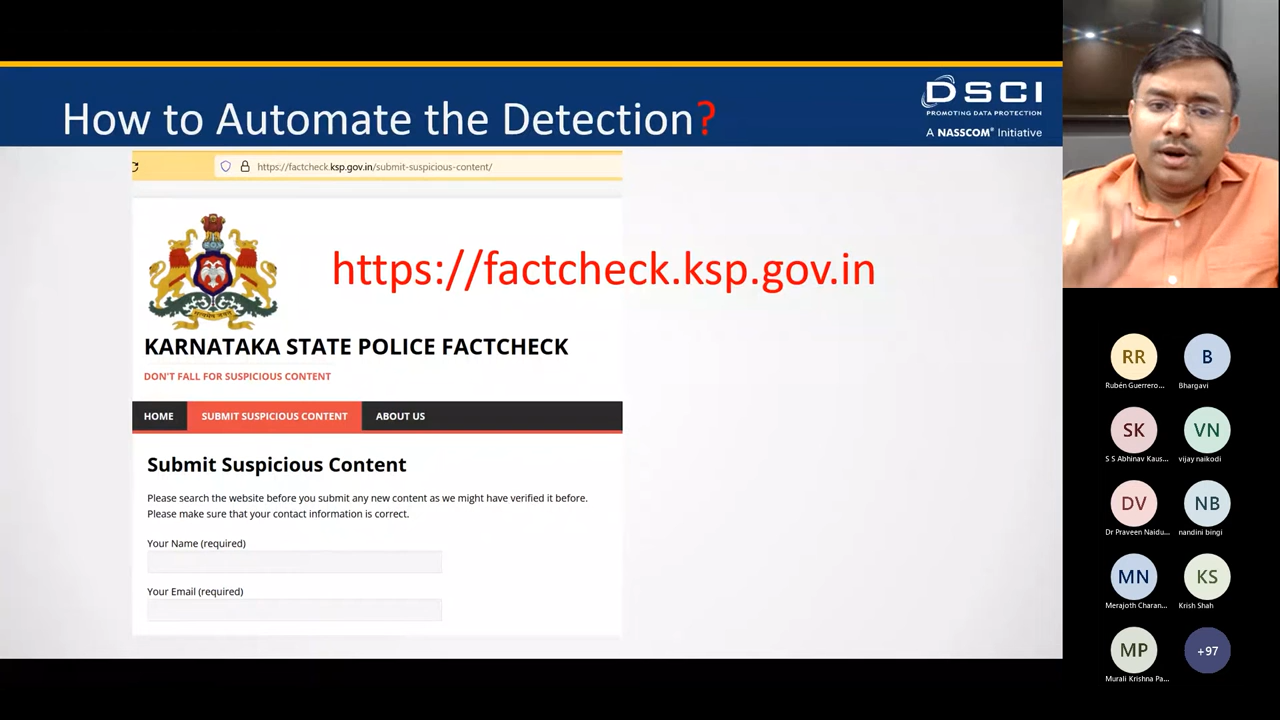 How to Automate the Detection?
DSCI
PROMOTING DATA PROTECTION
A NASSCOM® Initiative
https://factcheck.ksp.gov.in/submit-suspicious-content/
https://factcheck.ksp.gov.in
KARNATAKA STATE POLICE FACTCHECK
DON'T FALL FOR SUSPICIOUS CONTENT
HOME SUBMIT SUSPICIOUS CONTENT ABOUT US
Submit Suspicious Content
Please search the website before you submit any new content as we might have verified it before.
Please make sure that your contact information is correct.
Your Name (required)
Your Email (required)
RR B
Rubén Guerrero... Bhargavi
SK VN
S S Abhinav Kaus... vijay naikodi
DV NB
Dr Praveen Naidu... nandini bingi
MN KS
Merajoth Charan... Krish Shah
MP +97
Murali Krishna Pa...